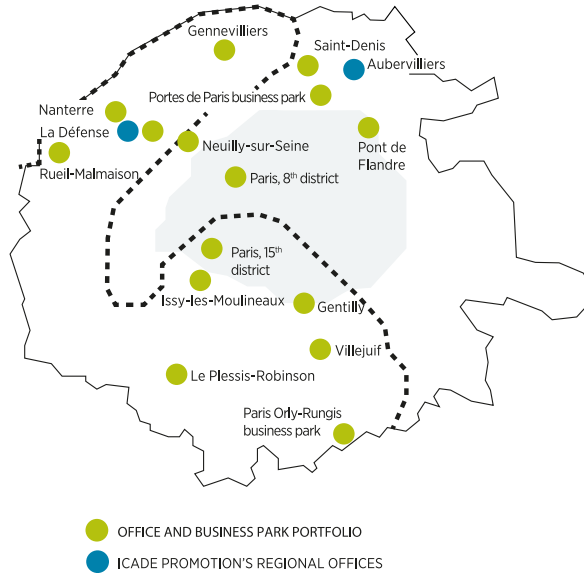 Gennevilliers
Saint-Denis
Aubervilliers
Nanterre
Portes de Paris business park
La Défense
Neuilly-sur-Seine
Pont de
Flandre
Rueil-Malmaison
Paris, 8th district
Paris, 15th
district
Issy-les-Moulineaux
Gentilly
Villejuif
Le Plessis-Robinson
Paris Orly-Rungis
business park
OFFICE AND BUSINESS PARK PORTFOLIO
ICADE PROMOTION'S REGIONAL OFFICES